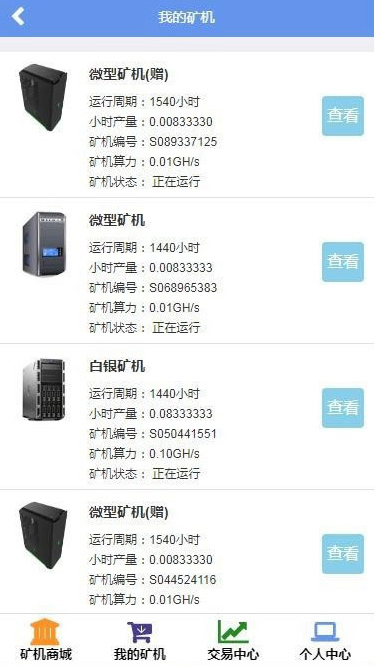 我的矿机
微型矿机(赠)
运行周期：1540小时
小时产量：0.00833330
矿机编号：S089337125
矿机算力：0.01GH/s
矿机状态： 正在运行
查看
微型矿机
运行周期：1440小时
小时产量：0.00833333
矿机编号：S068965383
矿机算力：0.01GH/s
矿机状态： 正在运行
查看
白银矿机
运行周期：1440小时
小时产量：0.08333333
矿机编号：S050441551
矿机算力：0.10GH/s
矿机状态： 正在运行
查看
微型矿机(赠)
运行周期：1540小时
小时产量：0.00833330
矿机编号：S044524116
矿机算力：0.01GH/s
查看
矿机商城 我的矿机 交易中心 个人中心